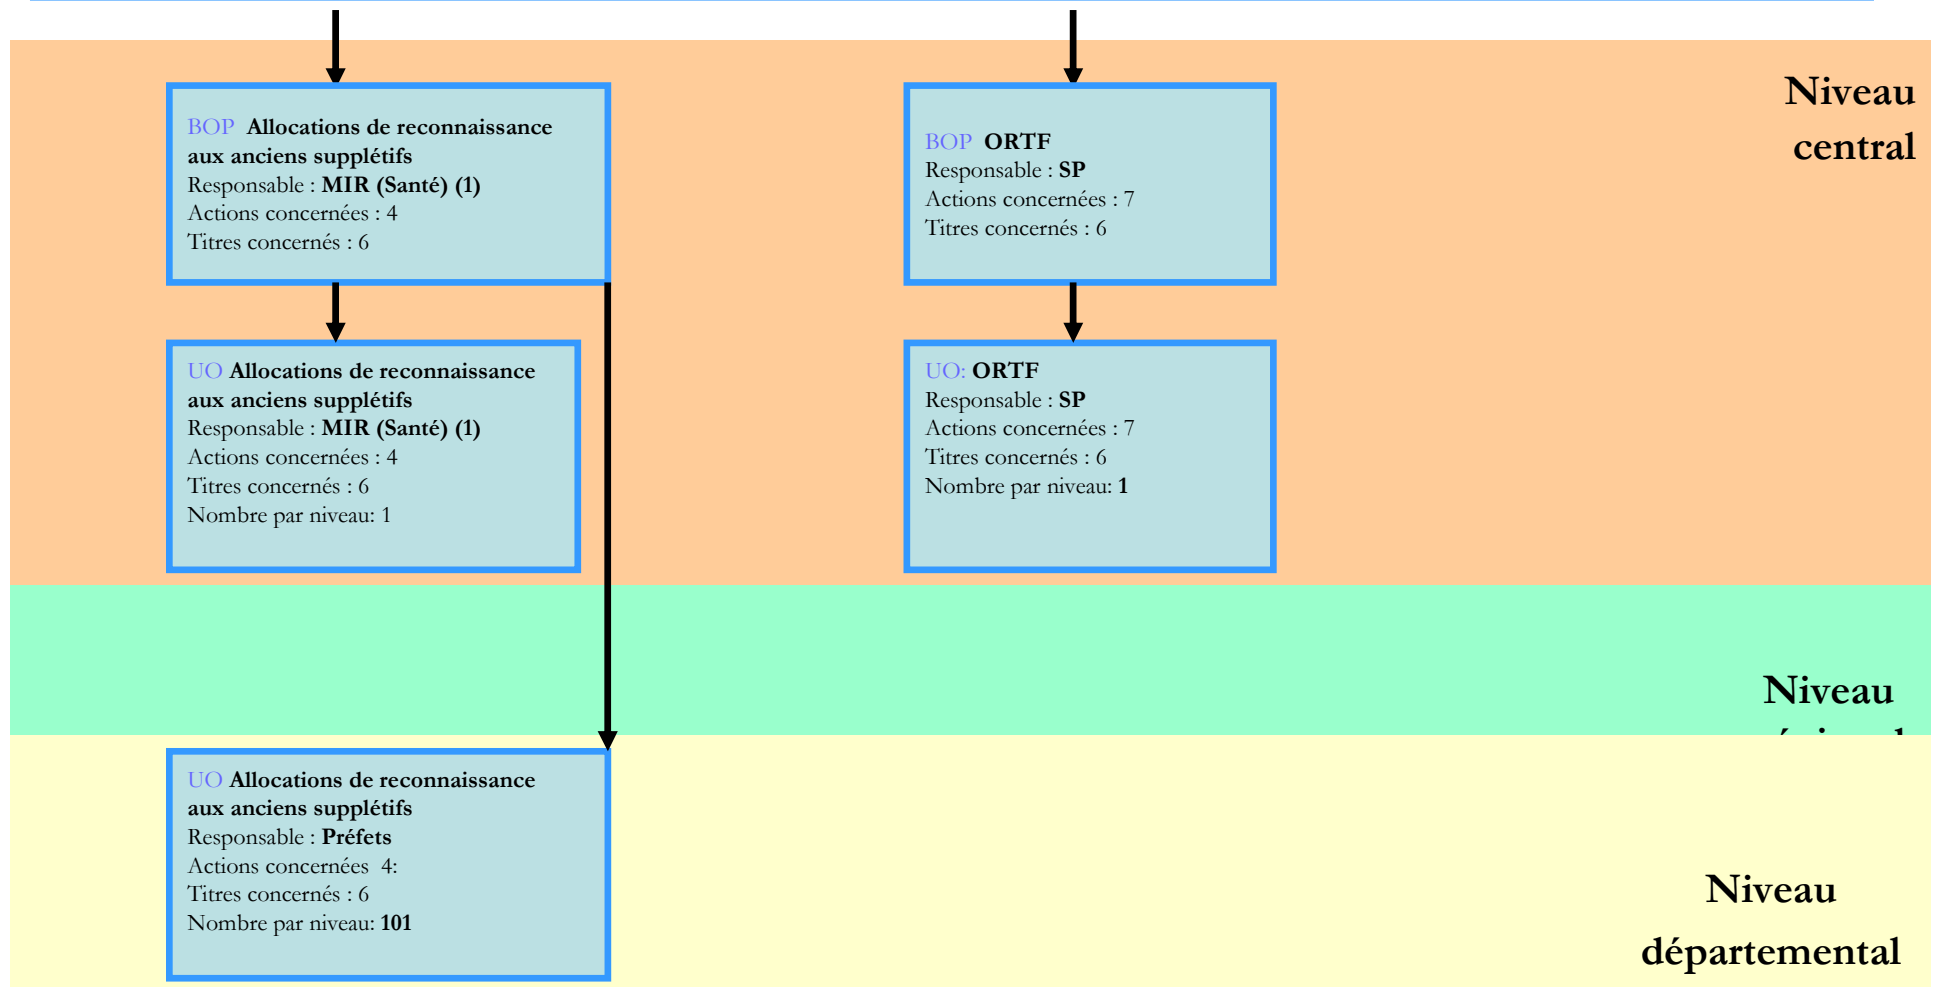 Niveau
central
BOP Allocations de reconnaissance
aux anciens supplétifs
Responsable : MIR (Santé) (1)
Actions concernées : 4
Titres concernés : 6
BOP ORTF
Responsable : SP
Actions concernées : 7
Titres concernés : 6
UO Allocations de reconnaissance
aux anciens supplétifs
Responsable : MIR (Santé) (1)
Actions concernées : 4
Titres concernés : 6
Nombre par niveau: 1
UO: ORTF
Responsable : SP
Actions concernées : 7
Titres concernés : 6
Nombre par niveau: 1
Niveau
UO Allocations de reconnaissance
aux anciens supplétifs
Responsable : Préfets
Actions concernées 4:
Titres concernés : 6
Nombre par niveau: 101
Niveau
départemental